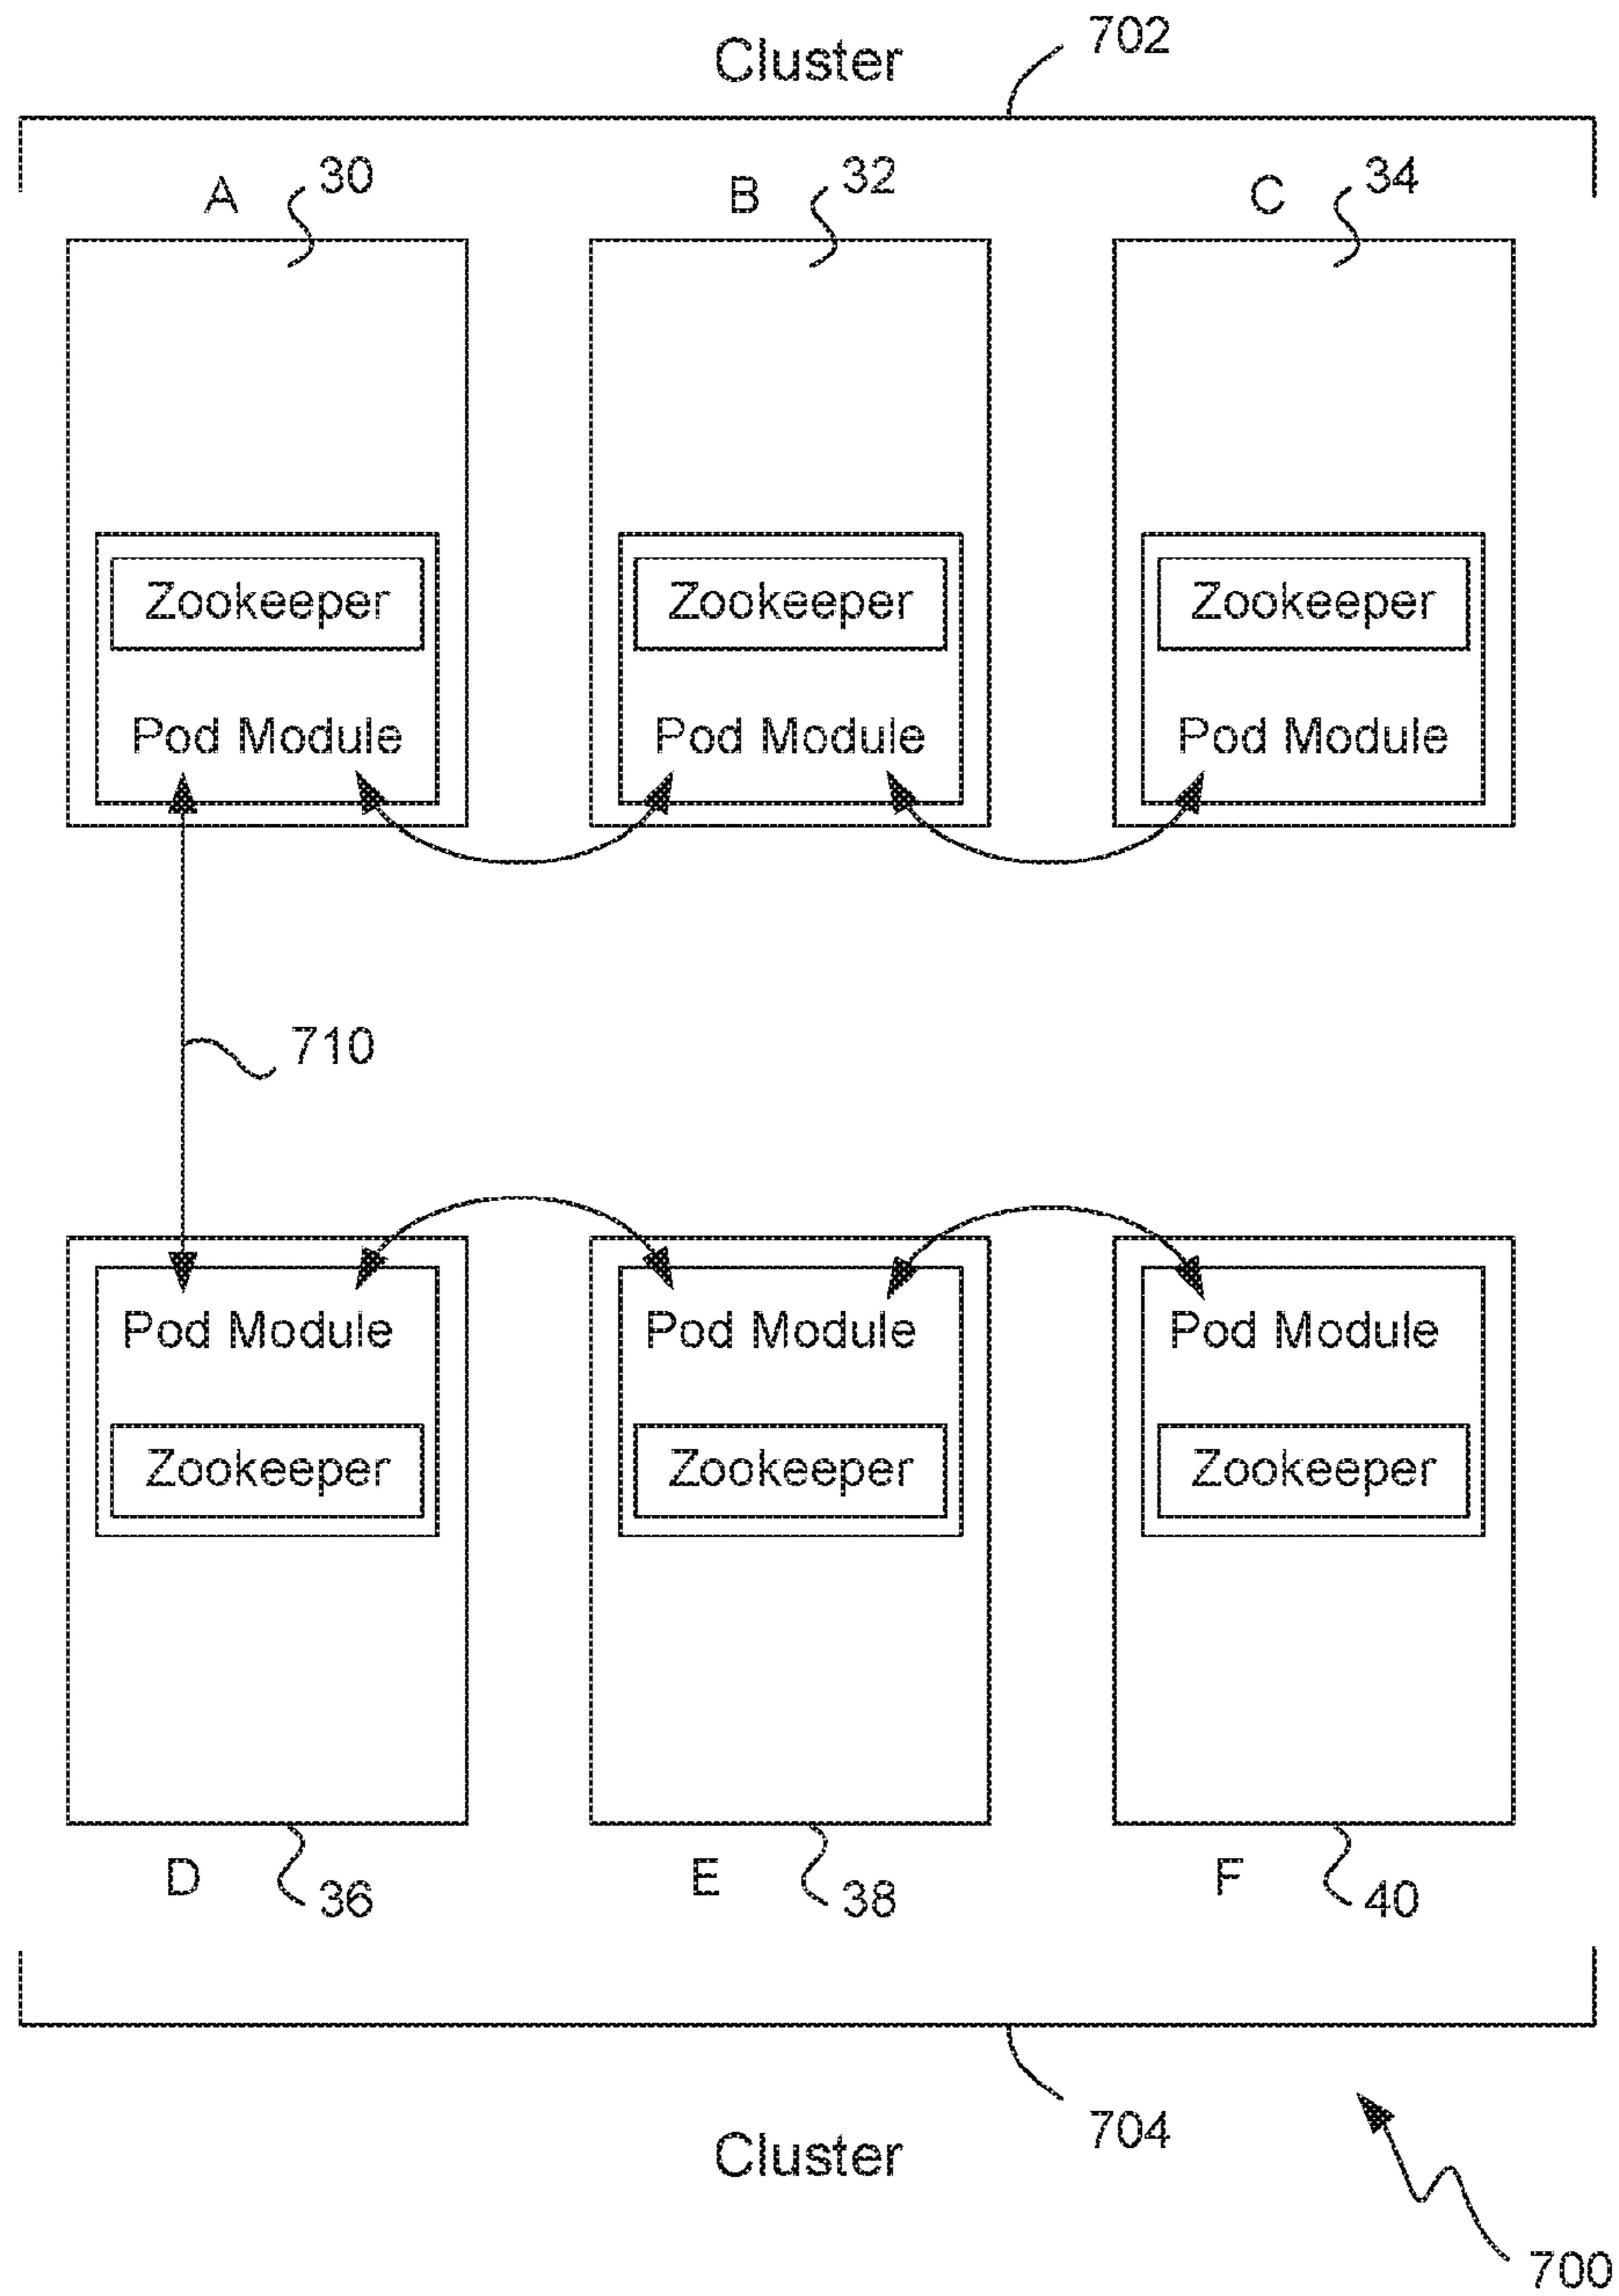 Cluster 702
A 30 B 32 C 34
Zookeeper Zookeeper Zookeeper
Pod Module Pod Module Pod Module
710
Pod Module Pod Module Pod Module
Zookeeper Zookeeper Zookeeper
D 36 E 38 F 40
Cluster 704
700